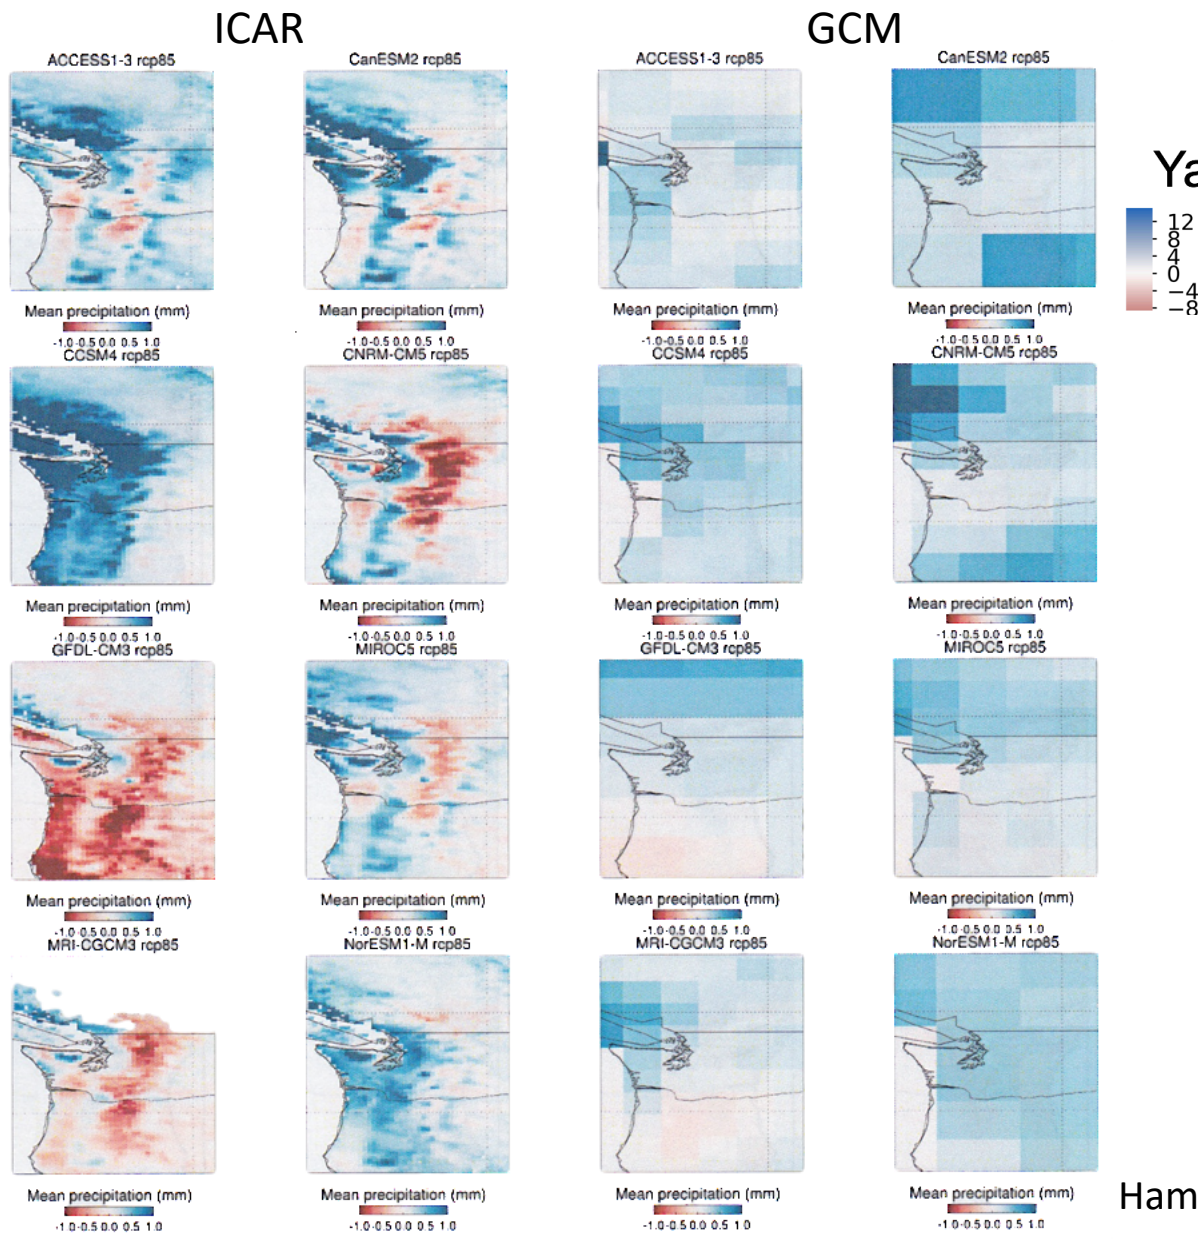 ICAR GCM
ACCESS1-3 rcp85 CanESM2 rcp85 ACCESS1-3 rcp85 CanESM2 rcp85
Ya
12
8
4
0
−4
−8
Mean precipitation (mm) Mean precipitation (mm) Mean precipitation (mm) Mean precipitation (mm)
-1.0-0.5 0.0 0.5 1.0 -1.0-0.5 0.0 0.5 1.0 -1.0-0.5 0.0 0.5 1.0 -1.0-0.5 0.0 0.5 1.0
CCSM4 rcp85 CNRM-CM5 rcp85 CCSM4 rcp85 CNRM-CM5 rcp85
Mean precipitation (mm) Mean precipitation (mm) Mean precipitation (mm) Mean precipitation (mm)
-1.0-0.5 0.0 0.5 1.0 -1.0-0.5 0.0 0.5 1.0 -1.0-0.5 0.0 0.5 1.0 -1.0-0.5 0.0 0.5 1.0
GFDL-CM3 rcp85 MIROC5 rcp85 GFDL-CM3 rcp85 MIROC5 rcp85
Mean precipitation (mm) Mean precipitation (mm) Mean precipitation (mm) Mean precipitation (mm)
-1.0-0.5 0.0 0.5 1.0 -1.0-0.5 0.0 0.5 1.0 -1.0-0.5 0.0 0.5 1.0 -1.0-0.5 0.0 0.5 1.0
MRI-CGCM3 rcp85 NorESM1-M rcp85 MRI-CGCM3 rcp85 NorESM1-M rcp85
Ham
Mean precipitation (mm) Mean precipitation (mm) Mean precipitation (mm) Mean precipitation (mm)
-1.0-0.5 0.0 0.5 1.0 -1.0-0.5 0.0 0.5 1.0 -1.0-0.5 0.0 0.5 1.0 -1.0-0.5 0.0 0.5 1.0